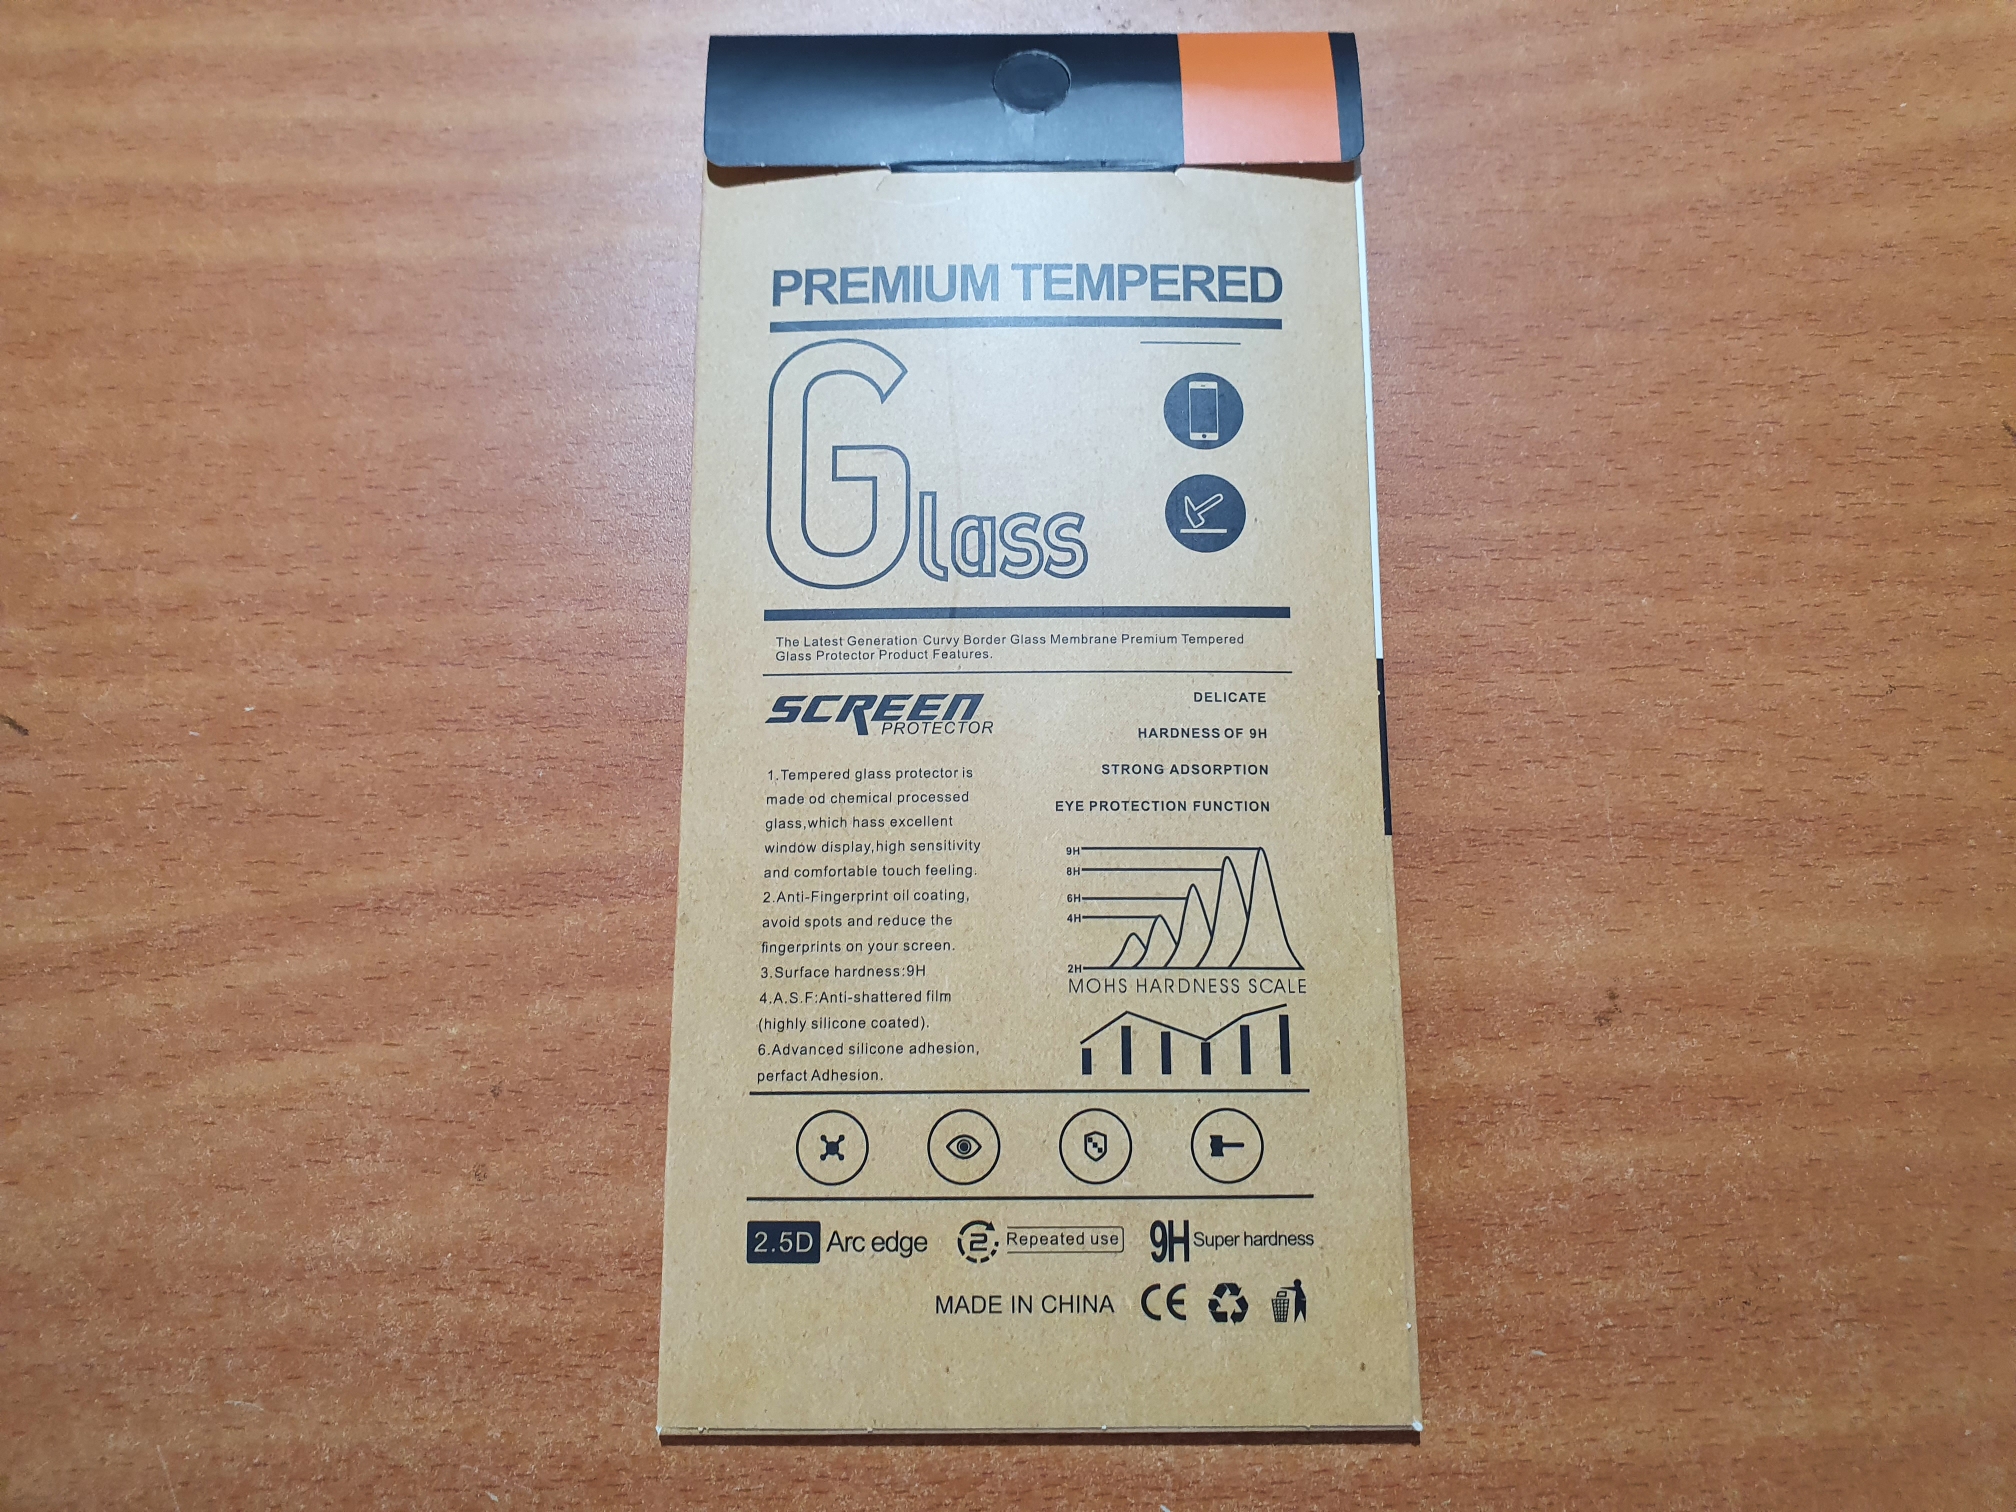 PREMIUM TEMPERED
Glass
The Latest Generation Curvy Border Glass Membrane Premium Tempered
Glass Protector Product Features.
SCREEN
PROTECTOR
1.Tempered glass protector is
made od chemical processed
glass,which hass excellent
window display,high sensitivity
and comfortable touch feeling.
2.Anti-Fingerprint oil coating,
avoid spots and reduce the
fingerprints on your screen.
3.Surface hardness:9H
4.A.S.F:Anti-shattered film
(highly silicone coated).
6.Advanced silicone adhesion,
perfact Adhesion.
DELICATE
HARDNESS OF 9H
STRONG ADSORPTION
EYE PROTECTION FUNCTION
9H
8H
6H
4H
2H
MOHS HARDNESS SCALE
2.5D Arc edge
2 Repeated use
9H Super hardness
MADE IN CHINA CE